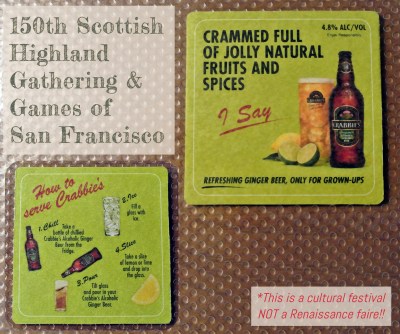 150th Scottish
Highland
Gathering &
Games of
San Francisco
CRAMMED FULL
OF JOLLY NATURAL
FRUITS AND
SPICES
4.8% ALC/VOL
I Say
CRABBIE'S
REFRESHING GINGER BEER, ONLY FOR GROWN-UPS
How to
serve Crabbie's
1.Chill
Take a
bottle of chilled
Crabbie's Alcoholic Ginger
Beer from the
fridge.
2.Ice
Fill a
glass with
ice.
3.Pour
Tilt glass
and pour in your
Crabbie's Alcoholic
Ginger Beer.
4.Slice
Take a slice
of lemon or lime
and drop into
the glass.
*This is a cultural festival
NOT a Renaissance faire!!